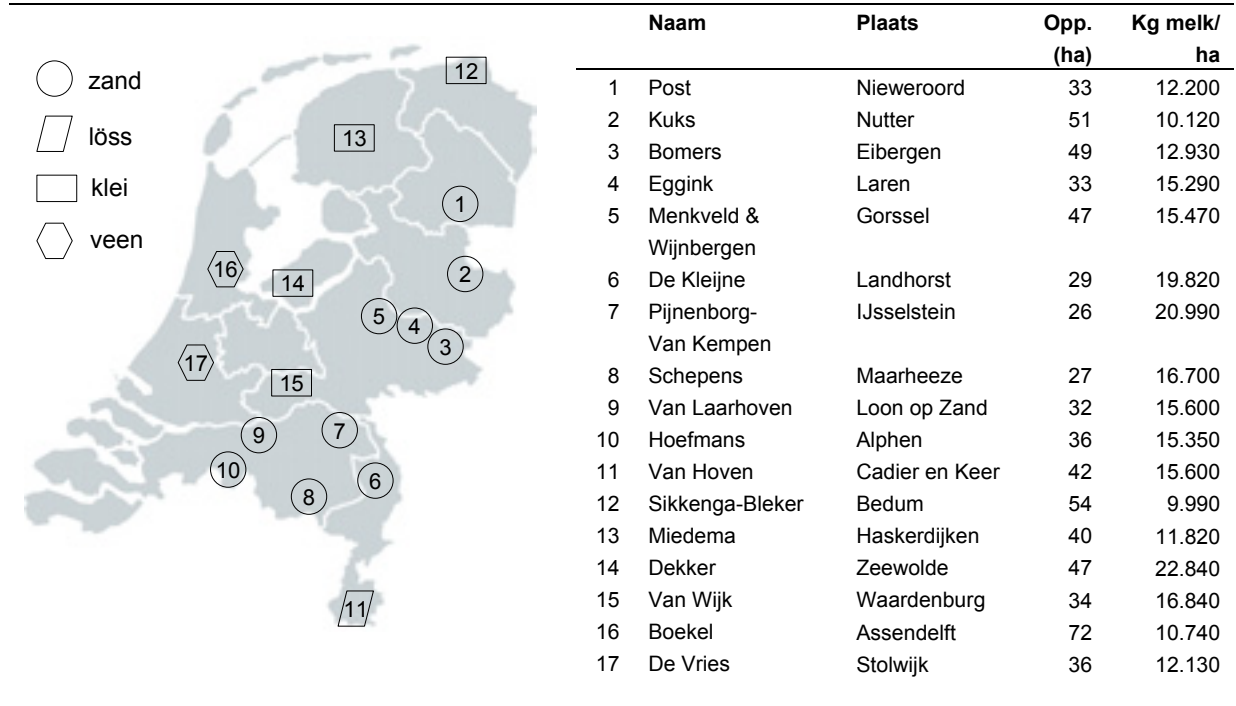 zand
löss
klei
veen
12
13
1
16
14
2
5
4
3
17
15
9
7
10
6
8
11
Naam Plaats Opp. Kg melk/
(ha) ha
1 Post Nieweroord 33 12.200
2 Kuks Nutter 51 10.120
3 Bomers Eibergen 49 12.930
4 Eggink Laren 33 15.290
5 Menkveld & Gorssel 47 15.470
Wijnbergen
6 De Kleijne Landhorst 29 19.820
7 Pijnenborg- IJsselstein 26 20.990
Van Kempen
8 Schepens Maarheeze 27 16.700
9 Van Laarhoven Loon op Zand 32 15.600
10 Hoefmans Alphen 36 15.350
11 Van Hoven Cadier en Keer 42 15.600
12 Sikkenga-Bleker Bedum 54 9.990
13 Miedema Haskerdijken 40 11.820
14 Dekker Zeewolde 47 22.840
15 Van Wijk Waardenburg 34 16.840
16 Boekel Assendelft 72 10.740
17 De Vries Stolwijk 36 12.130